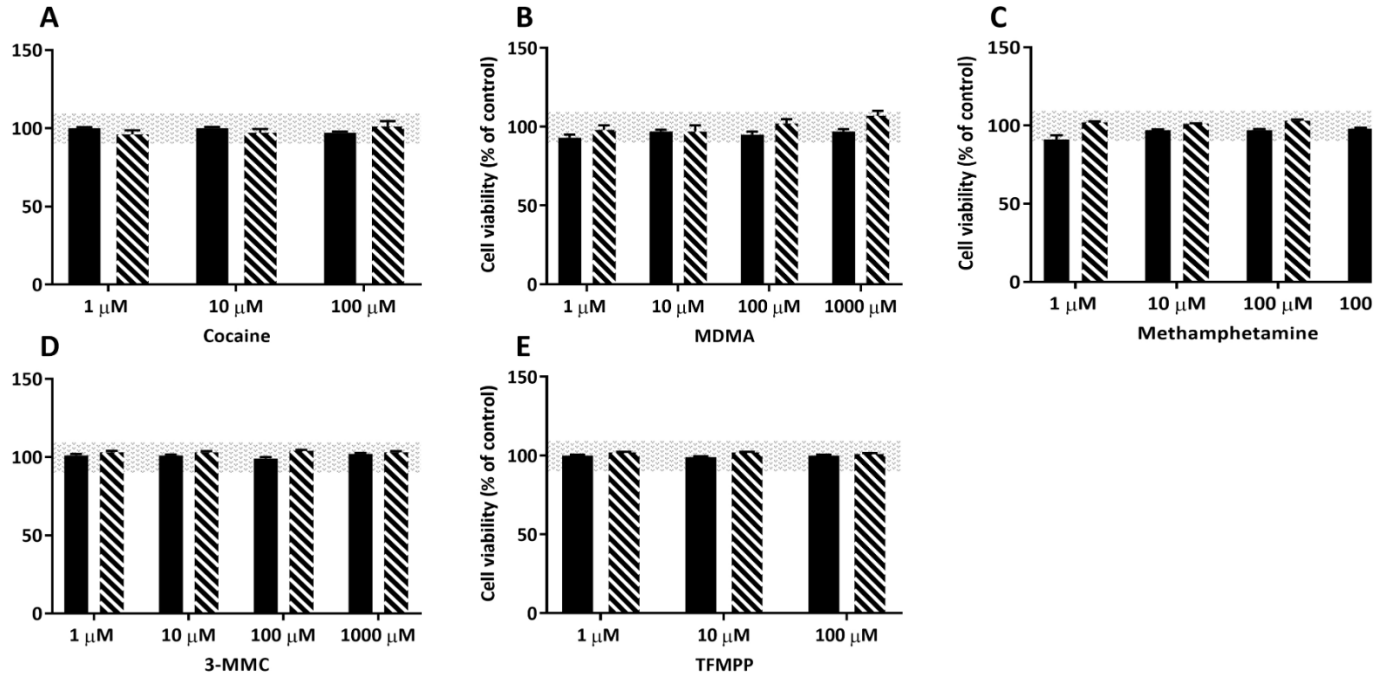 A
150
100
50
0
1 μM 10 μM 100 μM
Cocaine
B
Cell viability (% of control)
150
100
50
0
1 μM 10 μM 100 μM 1000 μM
MDMA
C
Cell viability (% of control)
150
100
50
0
1 μM 10 μM 100 μM 100
Methamphetamine
D
150
100
50
0
1 μM 10 μM 100 μM 1000 μM
3-MMC
E
Cell viability (% of control)
150
100
50
0
1 μM 10 μM 100 μM
TFMPP